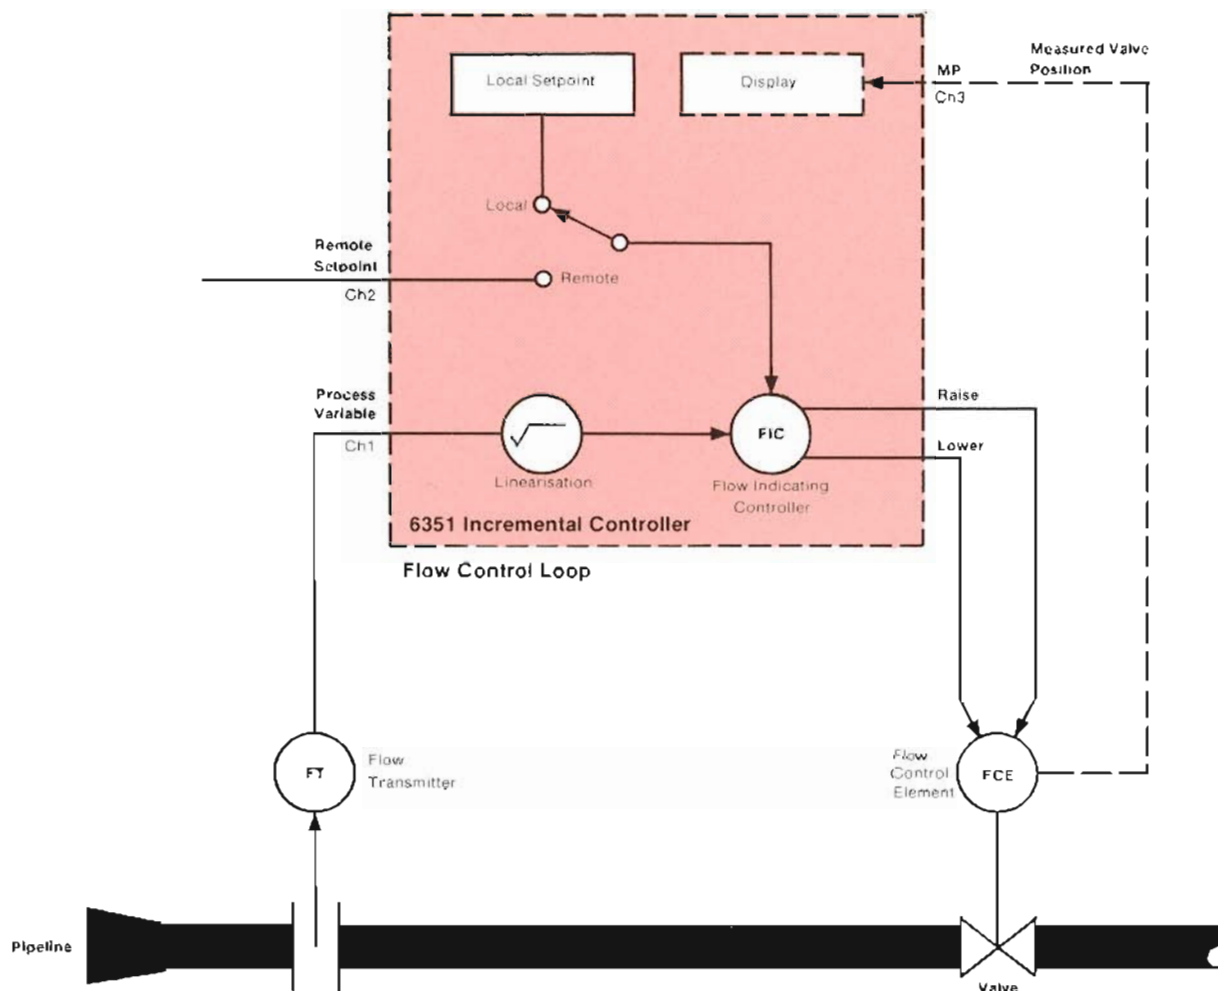 Local Setpoint
Display
MP
Ch3
Measured Valve
Position
Local
Remote
Setpoint
Ch2
Remote
Process
Variable
Ch1
√
Linearisation
FIC
Flow Indicating
Controller
Raise
Lower
6351 Incremental Controller
Flow Control Loop
FT
Flow
Transmitter
Flow
Control
Element
FCE
Pipeline
Valve